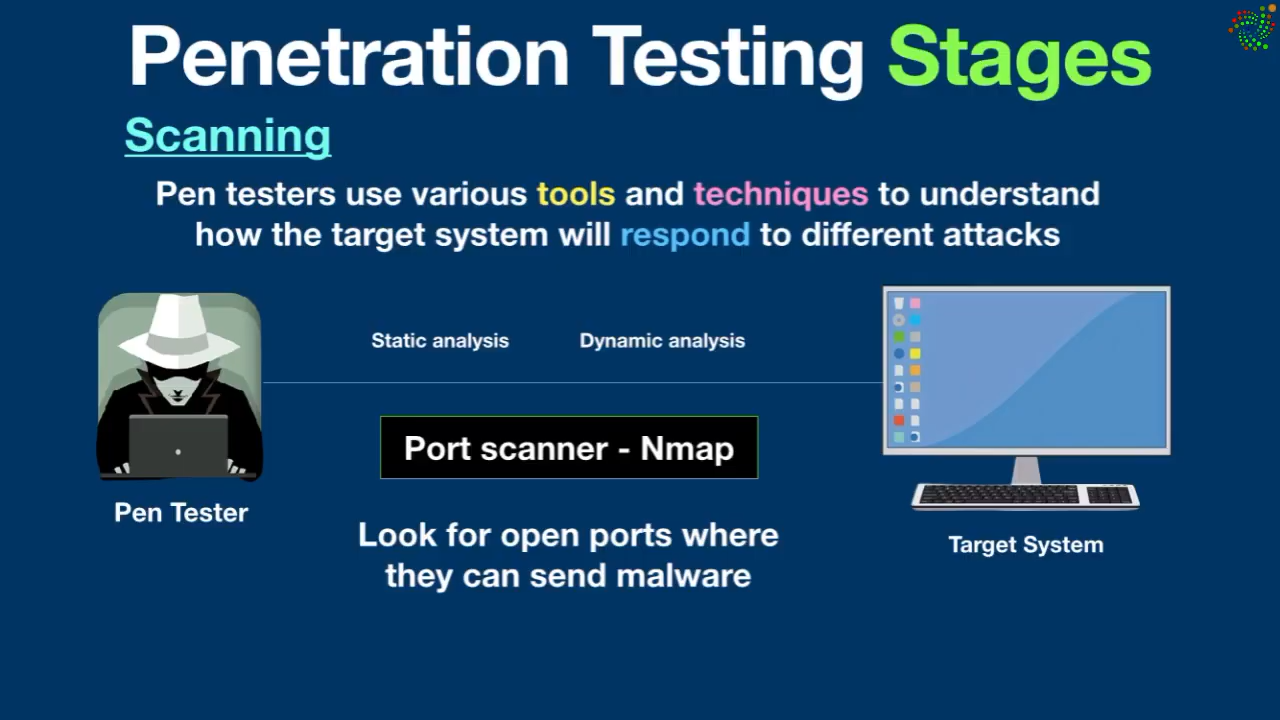 Penetration Testing Stages
Scanning
Pen testers use various tools and techniques to understand
how the target system will respond to different attacks
Static analysis
Dynamic analysis
Port scanner - Nmap
Pen Tester
Look for open ports where
they can send malware
Target System